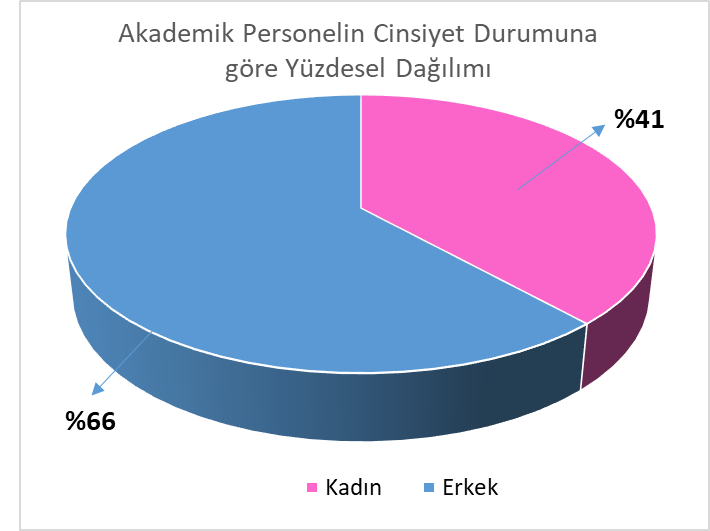 Akademik Personelin Cinsiyet Durumuna
göre Yüzdesel Dağılımı
%41
%66
Kadın
Erkek